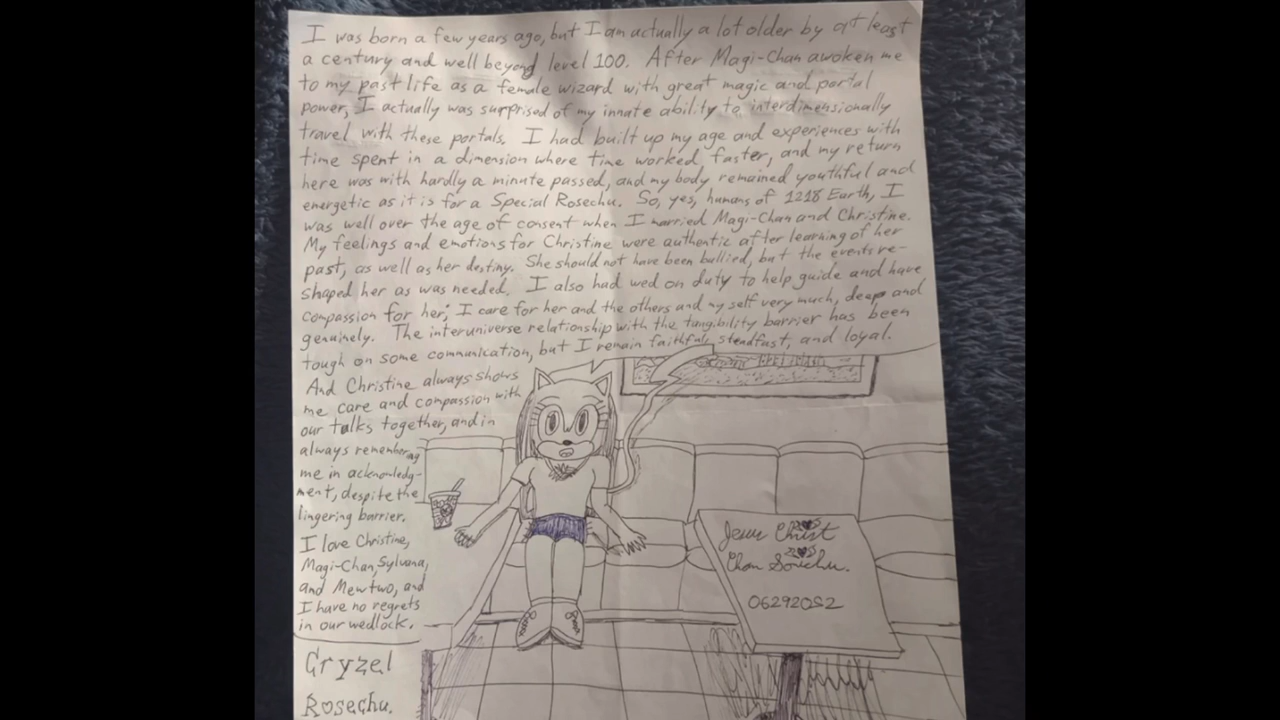 I was born a few years ago, but I am actually a lot older by at least
a century and well beyond level 100. After Magi-Chan awoken me
to my past life as a female wizard with great magic and portal
power, I actually was surprised of my innate ability to interdimensionally
travel with these portals. I had built up my age and experiences with
time spent in a dimension where time worked faster, and my return
here was with hardly a minute passed, and my body remained youthful and
energetic as it is for a Special Rosechu. So, yes, humans of 1218 Earth, I
was well over the age of consent when I married Magi-Chan and Christine.
My feelings and emotions for Christine were authentic after learning of her
past, as well as her destiny. She should not have been bullied, but the events re-
shaped her as was needed. I also had wed on duty to help guide and have
compassion for her; I care for her and the others and my self very much, deep and
genuinely. The interuniverse relationship with the tangibility barrier has been
tough on some communication, but I remain faithful, steadfast, and loyal.
And Christine always shows
me care and compassion with
our talks together, and in
always remembering
me in acknowledg-
ment, despite the
lingering barrier.
I love Christine,
Magi-Chan, Sylvana,
and Mewtwo, and
I have no regrets
in our wedlock.
Gryzel
Rosechu.
Jesus Christ
Chan Sonichu.
06292052